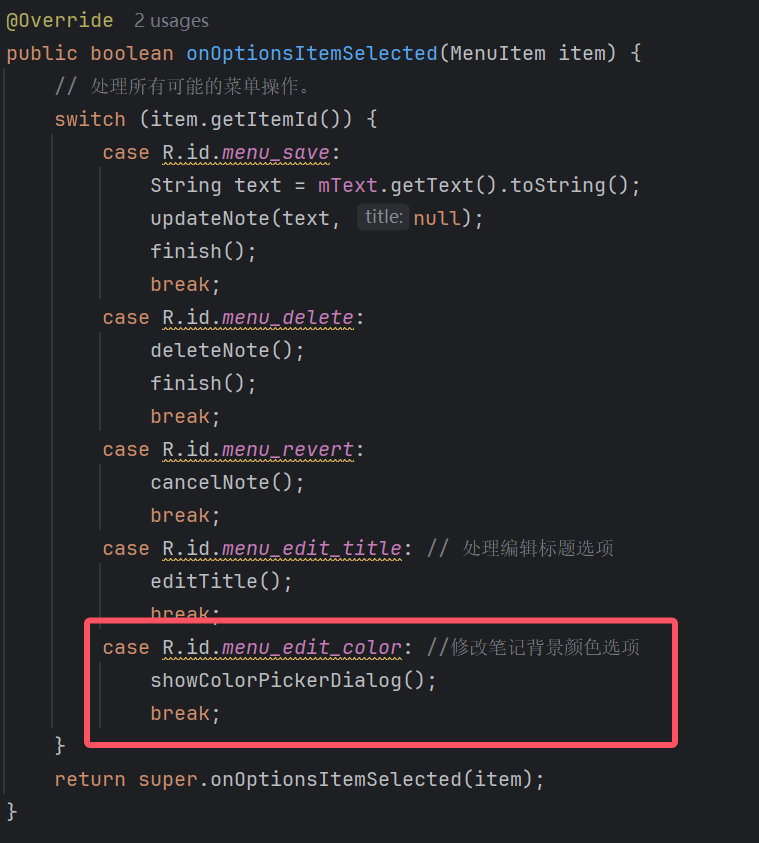 @Override 2 usages
public boolean onOptionsItemSelected(MenuItem item) {
// 处理所有可能的菜单操作。
switch (item.getItemId()) {
case R.id.menu_save:
String text = mText.getText().toString();
updateNote(text, title: null);
finish();
break;
case R.id.menu_delete:
deleteNote();
finish();
break;
case R.id.menu_revert:
cancelNote();
break;
case R.id.menu_edit_title: // 处理编辑标题选项
editTitle();
break;
case R.id.menu_edit_color: //修改笔记背景颜色选项
showColorPickerDialog();
break;
}
return super.onOptionsItemSelected(item);
}